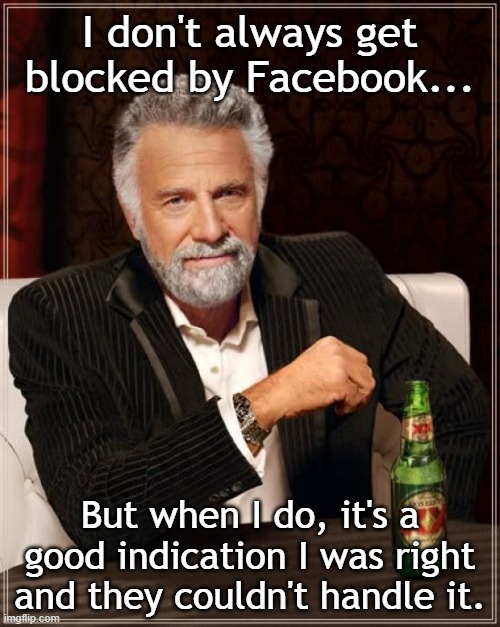 I don't always get
blocked by Facebook...
XX
But when I do, it's a
good indication I was right
and they couldn't handle it.
imgflip.com